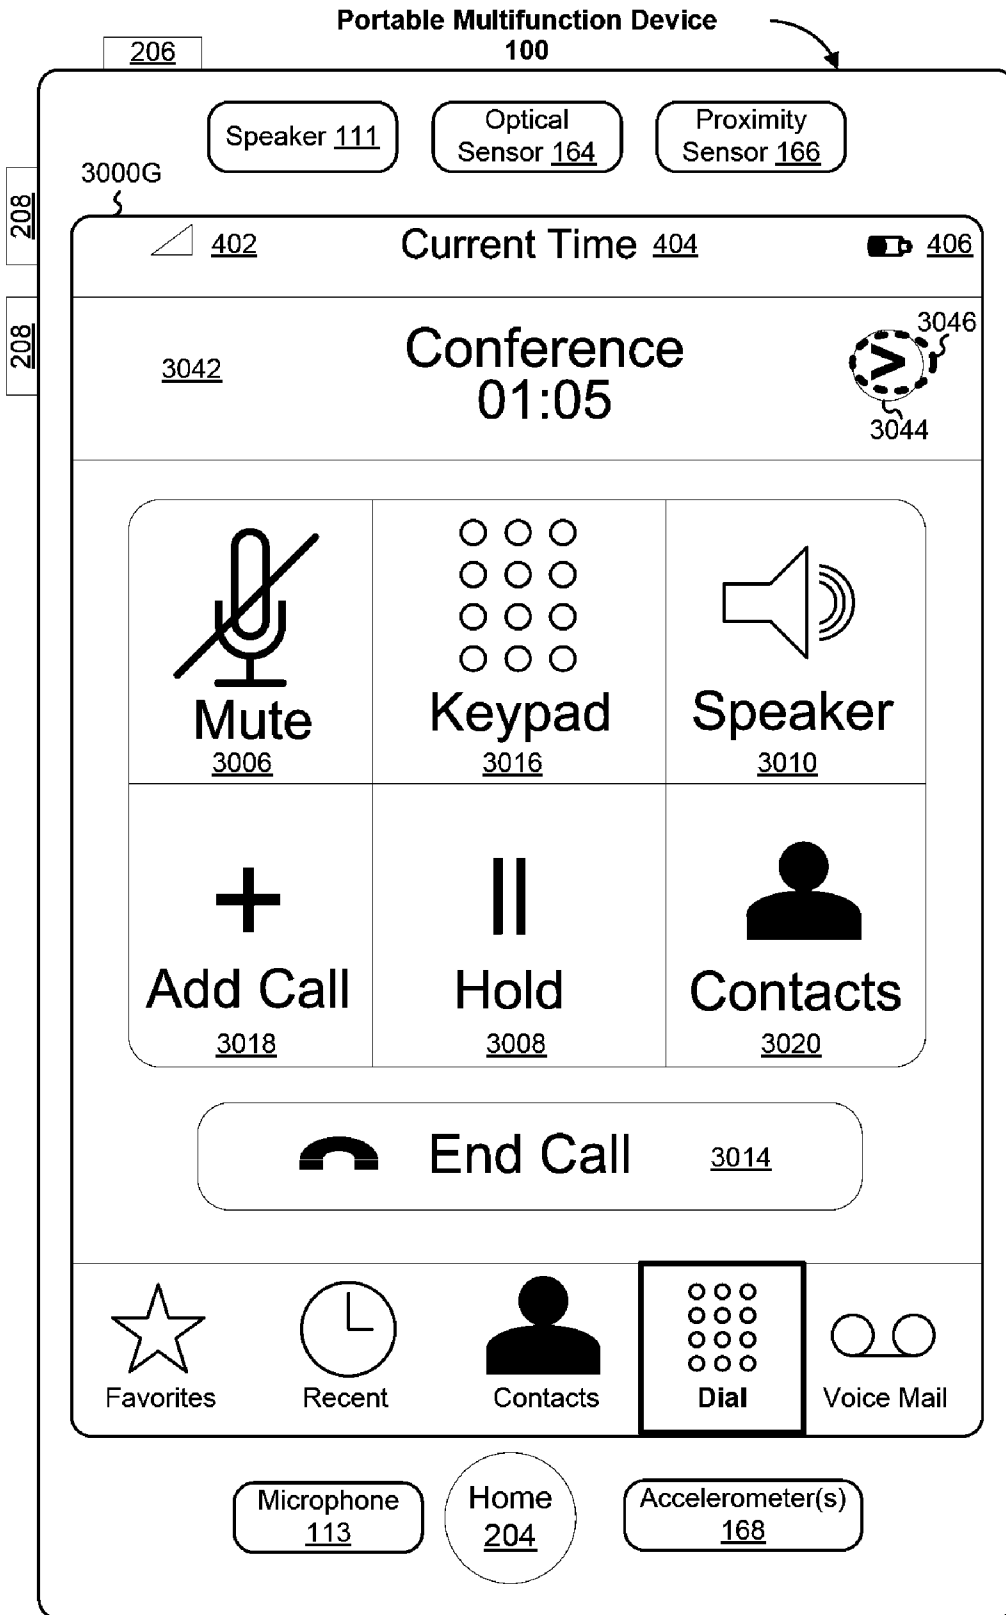 Portable Multifunction Device
100
206
Speaker 111
Optical
Sensor 164
Proximity
Sensor 166
3000G
208
402
Current Time 404
406
208
3042
Conference
01:05
3046
>
3044
Mute
3006
Keypad
3016
Speaker
3010
Add Call
3018
Hold
3008
Contacts
3020
End Call 3014
Favorites
Recent
Contacts
Dial
Voice Mail
Microphone
113
Home
204
Accelerometer(s)
168